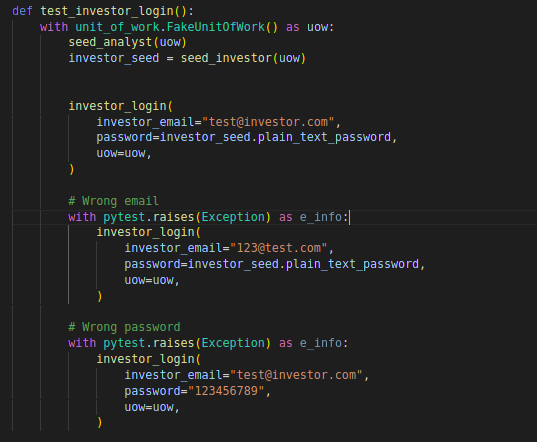 def test_investor_login():
    with unit_of_work.FakeUnitOfWork() as uow:
        seed_analyst(uow)
        investor_seed = seed_investor(uow)
        investor_login(
            investor_email="test@investor.com",
            password=investor_seed.plain_text_password,
            uow=uow,
        )
        # Wrong email
        with pytest.raises(Exception) as e_info:
            investor_login(
                investor_email="123@test.com",
                password=investor_seed.plain_text_password,
                uow=uow,
            )
        # Wrong password
        with pytest.raises(Exception) as e_info:
            investor_login(
                investor_email="test@investor.com",
                password="123456789",
                uow=uow,
            )